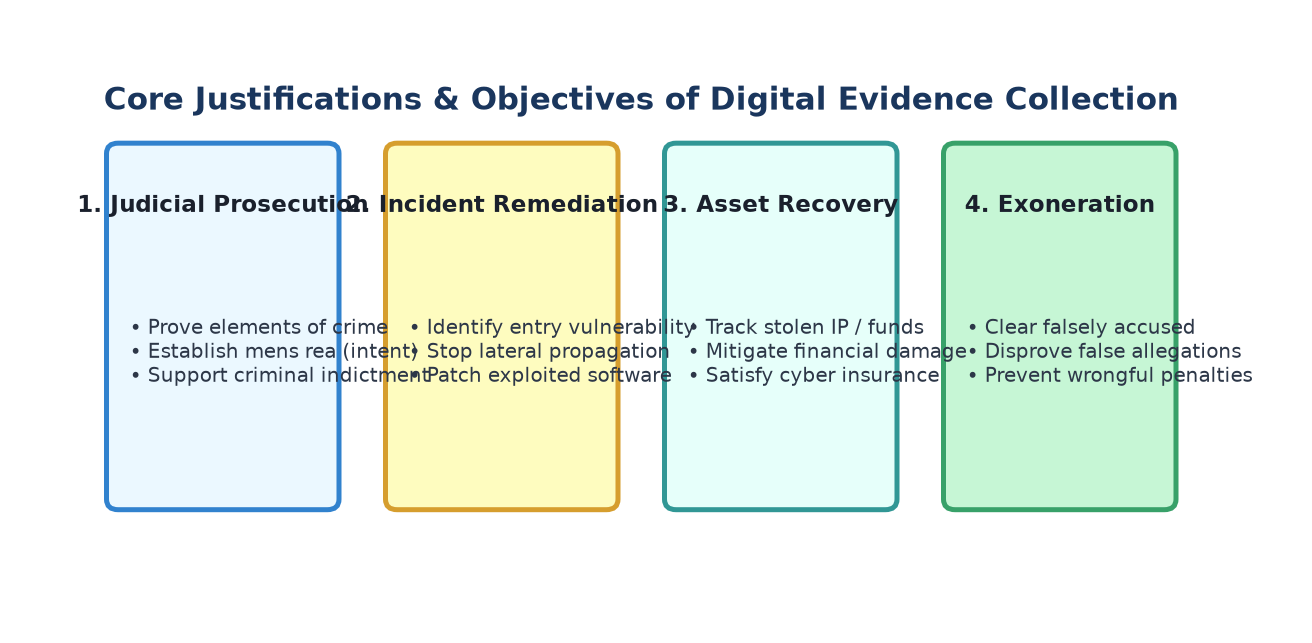 Core Justifications & Objectives of Digital Evidence Collection
1. Judicial Prosecution
• Prove elements of crime
• Establish mens rea (intent)
• Support criminal indictment
2. Incident Remediation
• Identify entry vulnerability
• Stop lateral propagation
• Patch exploited software
3. Asset Recovery
• Track stolen IP / funds
• Mitigate financial damage
• Satisfy cyber insurance
4. Exoneration
• Clear falsely accused
• Disprove false allegations
• Prevent wrongful penalties